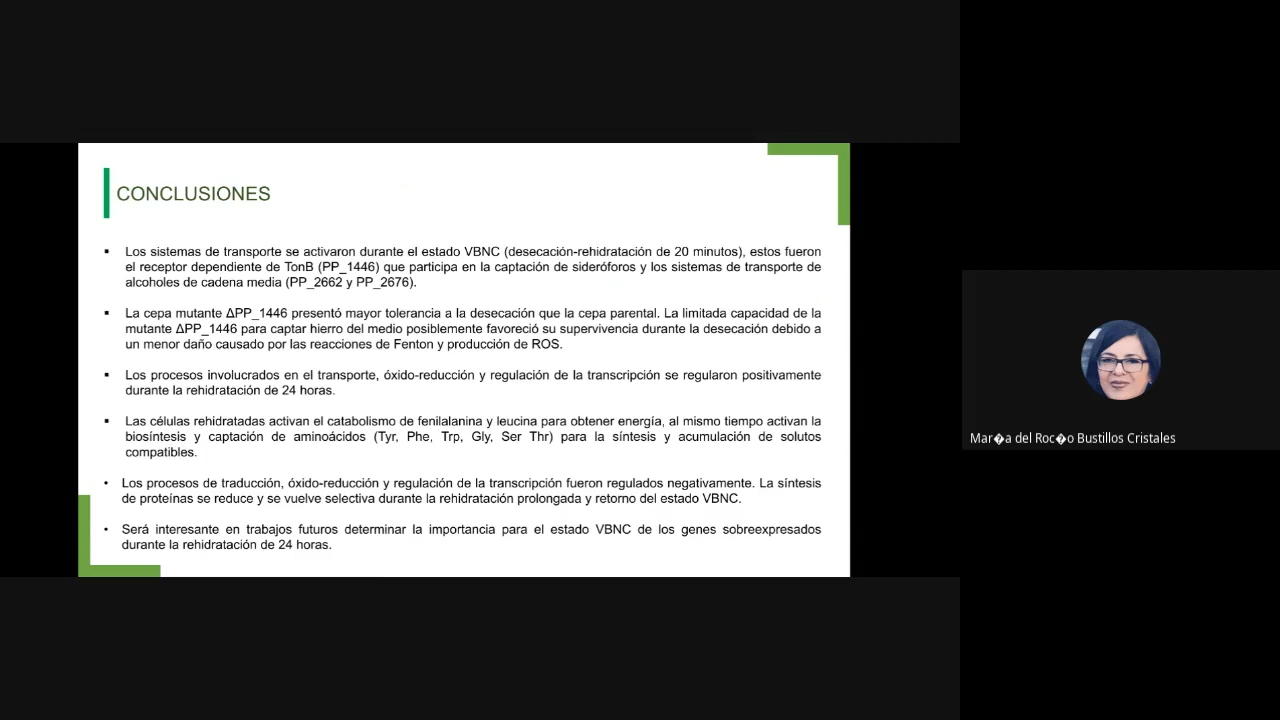 CONCLUSIONES
▪ Los sistemas de transporte se activaron durante el estado VBNC (desecación-rehidratación de 20 minutos), estos fueron
el receptor dependiente de TonB (PP_1446) que participa en la captación de sideróforos y los sistemas de transporte de
alcoholes de cadena media (PP_2662 y PP_2676).
▪ La cepa mutante ΔPP_1446 presentó mayor tolerancia a la desecación que la cepa parental. La limitada capacidad de la
mutante ΔPP_1446 para captar hierro del medio posiblemente favoreció su supervivencia durante la desecación debido a
un menor daño causado por las reacciones de Fenton y producción de ROS.
▪ Los procesos involucrados en el transporte, óxido-reducción y regulación de la transcripción se regularon positivamente
durante la rehidratación de 24 horas.
▪ Las células rehidratadas activan el catabolismo de fenilalanina y leucina para obtener energía, al mismo tiempo activan la
biosíntesis y captación de aminoácidos (Tyr, Phe, Trp, Gly, Ser Thr) para la síntesis y acumulación de solutos
compatibles.
• Los procesos de traducción, óxido-reducción y regulación de la transcripción fueron regulados negativamente. La síntesis
de proteínas se reduce y se vuelve selectiva durante la rehidratación prolongada y retorno del estado VBNC.
• Será interesante en trabajos futuros determinar la importancia para el estado VBNC de los genes sobreexpresados
durante la rehidratación de 24 horas.
Mar�a del Roc�o Bustillos Cristales